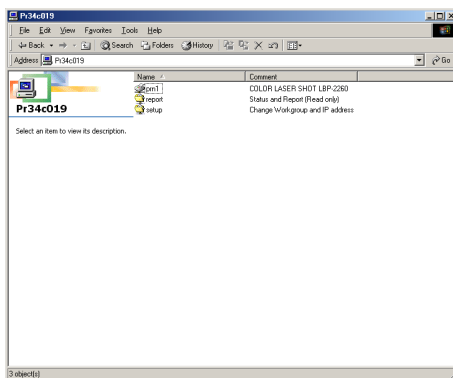 Pr34c019
File Edit View Favorites Tools Help
Back Search Folders History
Address Pr34c019 Go
Name Comment
prn1 COLOR LASER SHOT LBP-2260
report Status and Report (Read only)
setup Change Workgroup and IP address
Pr34c019
Select an item to view its description.
3 object(s)